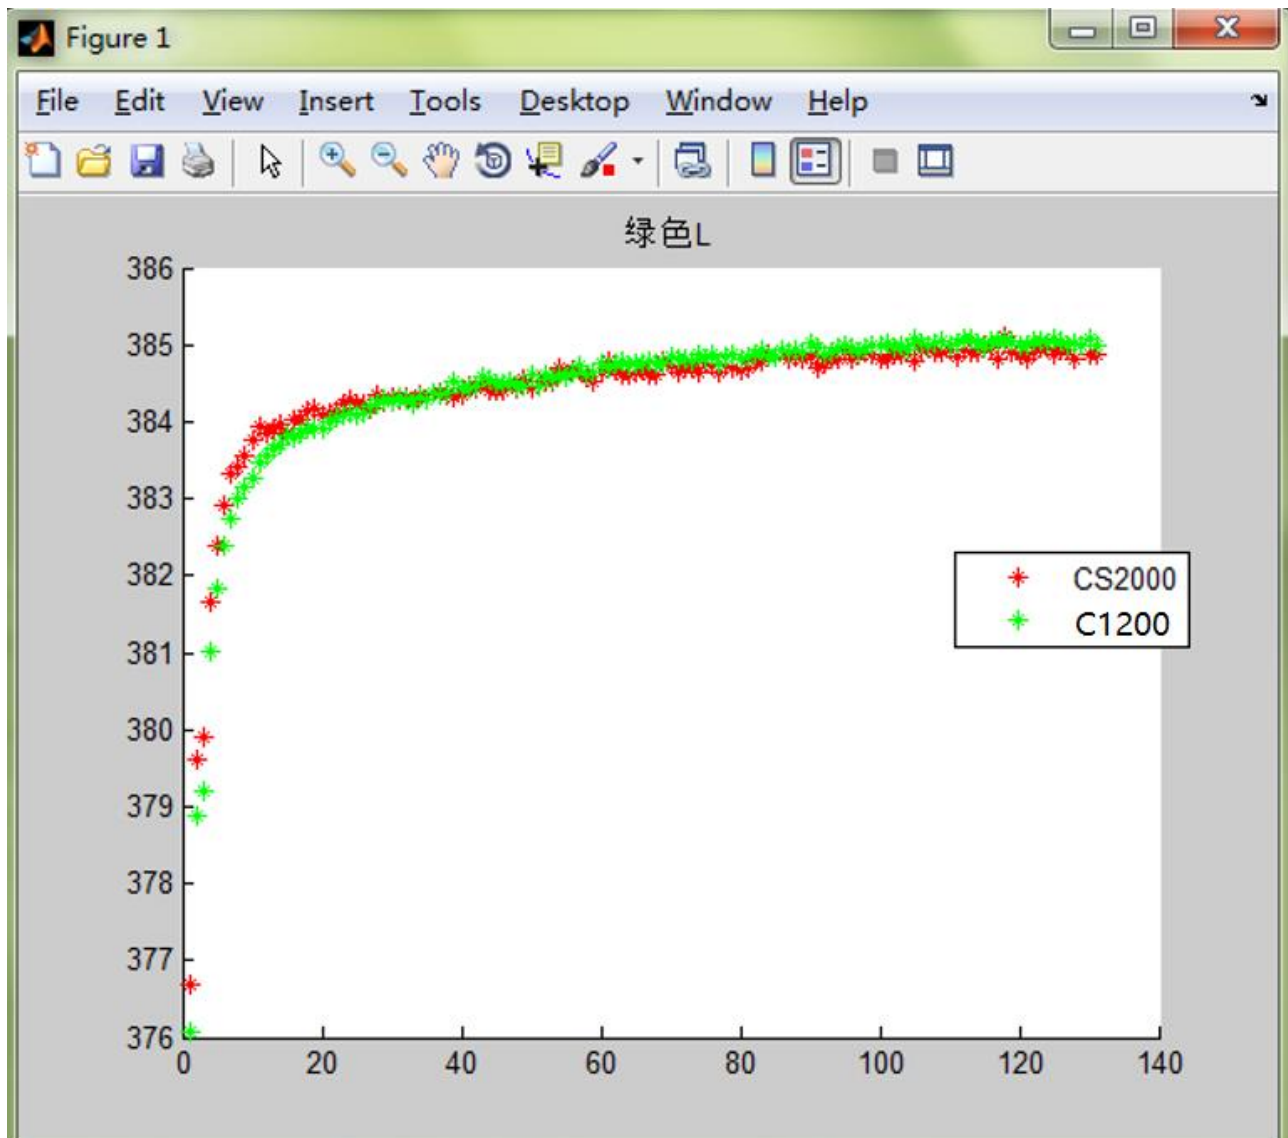 Figure 1
File Edit View Insert Tools Desktop Window Help
绿色L
386
385
384
383
382
381
380
379
378
377
376
0 20 40 60 80 100 120 140
CS2000
C1200